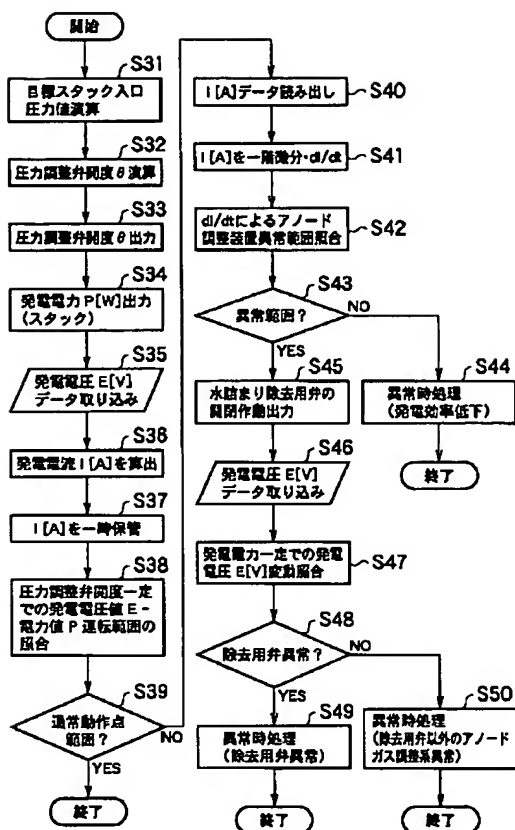 開始
S31
目標スタック入口
圧力値演算
S32
圧力調整弁開度θ演算
S33
圧力調整弁開度θ出力
S34
発電電力P[W]出力
(スタック)
S35
発電電圧E[V]
データ取り込み
S36
発電電流I[A]を算出
S37
I[A]を一時保管
S38
圧力調整弁開度一定
での発電電圧値E-
電力値P運転範囲の
照合
S39
通常動作点
範囲?
NO
YES
終了
S40
I[A]データ読み出し
S41
I[A]を一階微分・dI/dt
S42
dI/dtによるアノード
調整装置異常範囲照合
S43
異常範囲?
NO
YES
S44
異常時処理
(発電効率低下)
終了
S45
水詰まり除去用弁の
開閉作動出力
S46
発電電圧E[V]
データ取り込み
S47
発電電力一定での発電
電圧E[V]変動照合
S48
除去用弁異常?
NO
YES
S49
異常時処理
(除去用弁異常)
終了
S50
異常時処理
(除去用弁以外のアノード
ガス調整系異常)
終了